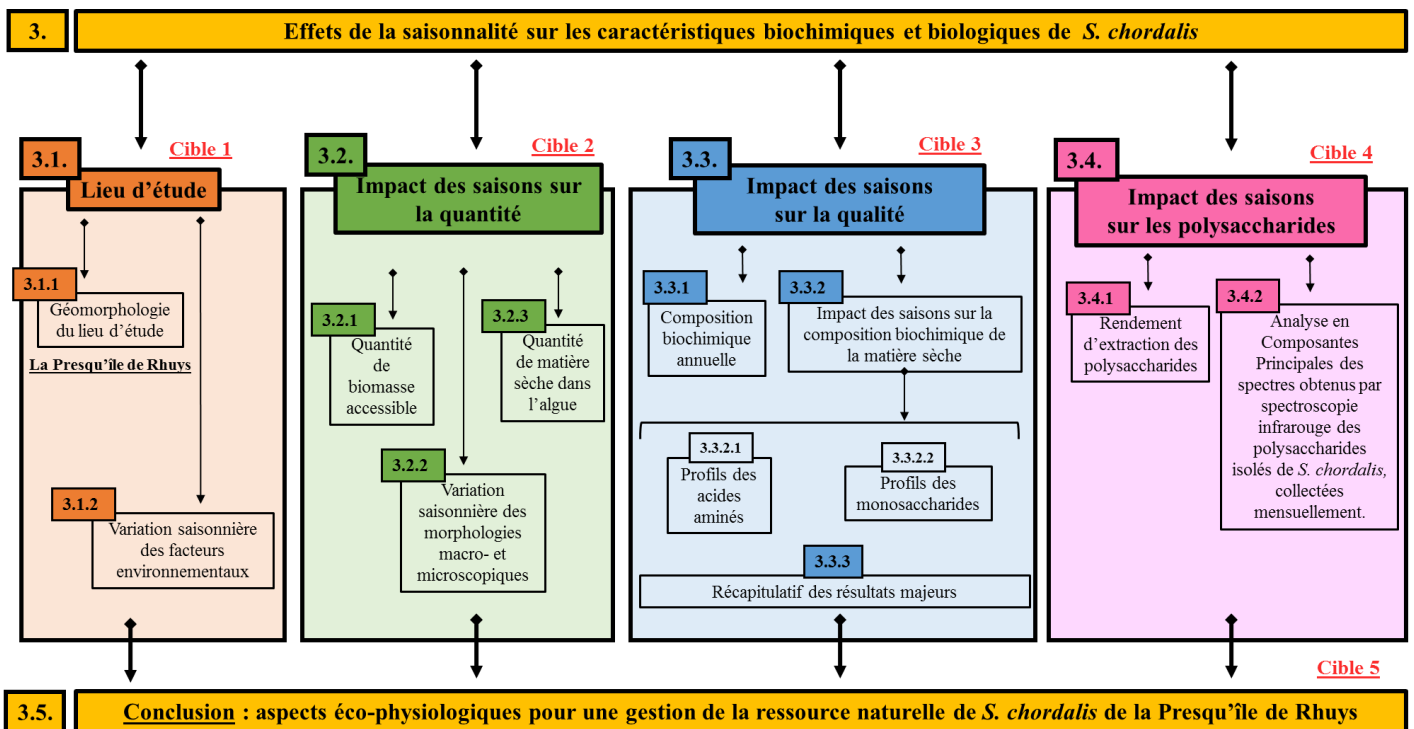 3.
Effets de la saisonnalité sur les caractéristiques biochimiques et biologiques de S. chordalis
Cible 1
3.1.
Lieu d’étude
3.1.1
Géomorphologie
du lieu d’étude
La Presqu’île de Rhuys
3.1.2
Variation saisonnière
des facteurs
environnementaux
Cible 2
3.2.
Impact des saisons sur
la quantité
3.2.1
Quantité
de
biomasse
accessible
3.2.3
Quantité
de matière
sèche dans
l’algue
3.2.2
Variation
saisonnière des
morphologies
macro- et
microscopiques
Cible 3
3.3.
Impact des saisons
sur la qualité
3.3.1
Composition
biochimique
annuelle
3.3.2
Impact des saisons sur la
composition biochimique de
la matière sèche
3.3.2.1
Profils des
acides
aminés
3.3.2.2
Profils des
monosaccharides
3.3.3
Récapitulatif des résultats majeurs
Cible 4
3.4.
Impact des saisons
sur les polysaccharides
3.4.1
Rendement
d’extraction des
polysaccharides
3.4.2
Analyse en
Composantes
Principales des
spectres obtenus par
spectroscopie
infrarouge des
polysaccharides
isolés de S. chordalis,
collectées
mensuellement.
Cible 5
3.5.
Conclusion : aspects éco-physiologiques pour une gestion de la ressource naturelle de S. chordalis de la Presqu’île de Rhuys